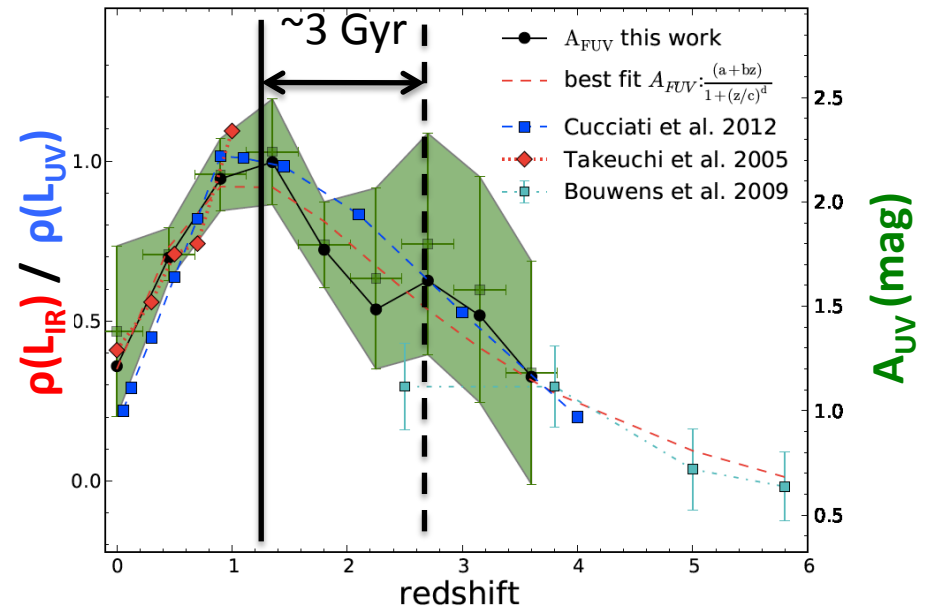 ~3 Gyr
A_FUV this work
best fit A_FUV: (a+bz) / 1+(z/c)^d
Cucciati et al. 2012
Takeuchi et al. 2005
Bouwens et al. 2009
ρ(L_IR) / ρ(L_UV)
1.0
0.5
0.0
2.5
2.0
1.5
1.0
0.5
A_UV (mag)
0 1 2 3 4 5 6
redshift